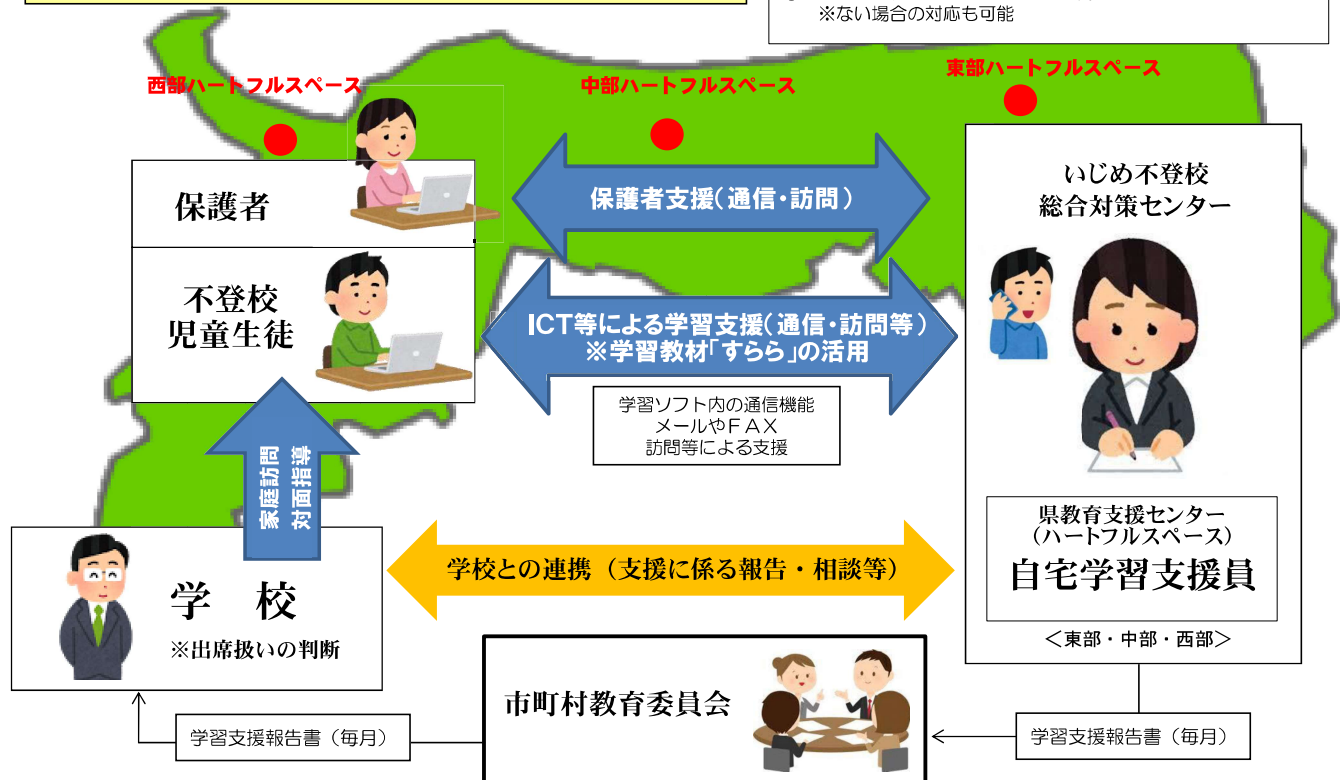 ※ない場合の対応も可能
西部ハートフルスペース
中部ハートフルスペース
東部ハートフルスペース
保護者
保護者支援(通信・訪問)
いじめ不登校
総合対策センター
不登校
児童生徒
ICT等による学習支援(通信・訪問等)
※学習教材「すらら」の活用
学習ソフト内の通信機能
メールやＦＡＸ
訪問等による支援
家庭訪問
対面指導
県教育支援センター
(ハートフルスペース)
自宅学習支援員
＜東部・中部・西部＞
学　校
※出席扱いの判断
学校との連携（支援に係る報告・相談等）
市町村教育委員会
学習支援報告書（毎月）
学習支援報告書（毎月）